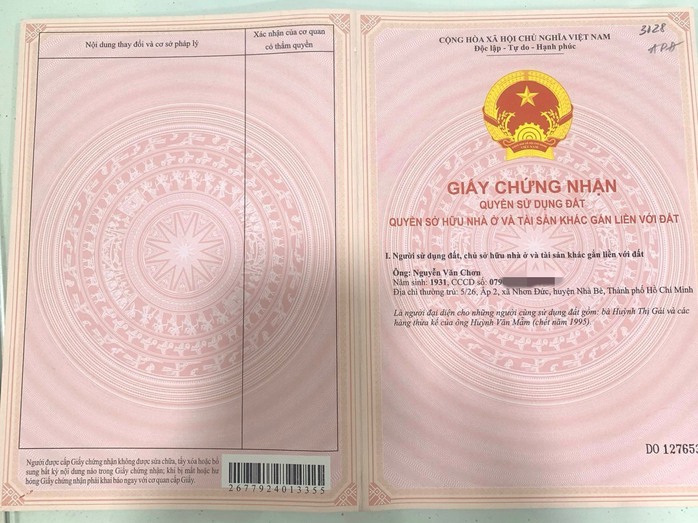 Nội dung thay đổi và cơ sở pháp lý
Xác nhận của cơ quan
có thẩm quyền
Người được cấp Giấy chứng nhận không được sửa chữa, tẩy xóa hoặc bổ
sung bất kỳ nội dung nào trong Giấy chứng nhận; khi bị mất hoặc hư
hỏng Giấy chứng nhận phải khai báo ngay với cơ quan cấp Giấy.
2677924013355
CỘNG HÒA XÃ HỘI CHỦ NGHĨA VIỆT NAM
Độc lập - Tự do - Hạnh phúc
3128
GIẤY CHỨNG NHẬN
QUYỀN SỬ DỤNG ĐẤT
QUYỀN SỞ HỮU NHÀ Ở VÀ TÀI SẢN KHÁC GẮN LIỀN VỚI ĐẤT
I. Người sử dụng đất, chủ sở hữu nhà ở và tài sản khác gắn liền với đất
Ông: Nguyễn Văn Chơn
Năm sinh: 1931, CCCD số: 079
Địa chỉ thường trú: 5/26, Ấp 2, xã Nhơn Đức, huyện Nhà Bè, Thành phố Hồ Chí Minh
Là người đại diện cho những người cùng sử dụng đất gồm: bà Huỳnh Thị Gái và các
hàng thừa kế của ông Huỳnh Văn Mẫm (chết năm 1995).
DO 127653